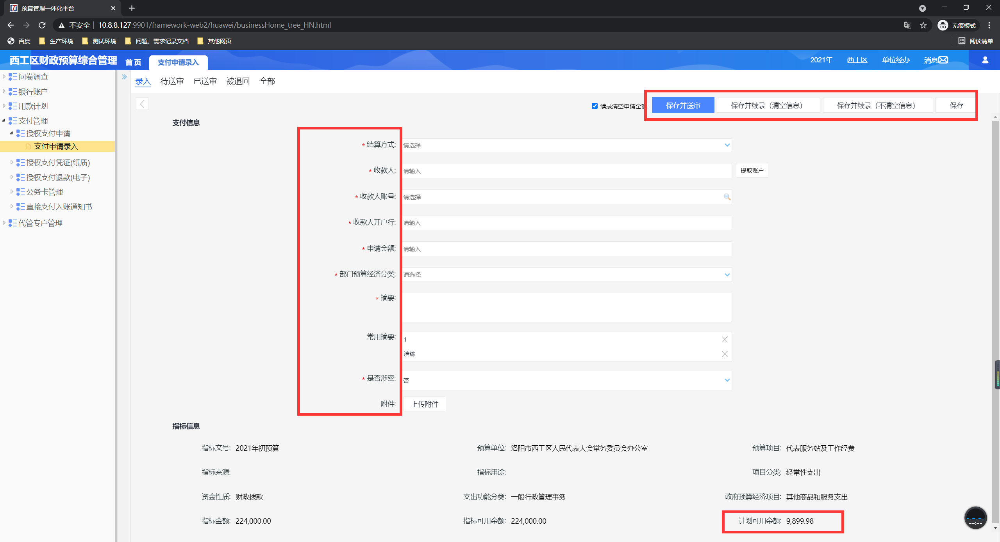 预算管理一体化平台
不安全 10.8.8.127:9901/framework-web2/huawei/businessHome_tree_HN.html 无痕模式
百度 生产环境 测试环境 问题、需求记录文档 其他网页 阅读清单
西工区财政预算综合管理 首页 支付申请录入 2021年 西工区 单位经办 消息
问卷调查
银行账户
用款计划
支付管理
授权支付申请
支付申请录入
授权支付凭证(纸质)
授权支付退款(电子)
公务卡管理
直接支付入账通知书
代管专户管理
录入 待送审 已送审 被退回 全部
续录清空申请金额 保存并送审 保存并续录（清空信息） 保存并续录（不清空信息） 保存
支付信息
* 结算方式: 请选择
* 收款人: 请输入 提取账户
* 收款人账号: 请选择
* 收款人开户行: 请输入
* 申请金额: 请输入
* 部门预算经济分类: 请选择
* 摘要:
常用摘要: 1
演练
* 是否涉密: 否
附件: 上传附件
指标信息
指标文号: 2021年初预算 预算单位: 洛阳市西工区人民代表大会常务委员会办公室 预算项目: 代表服务站及工作经费
指标来源: 指标用途: 项目分类: 经常性支出
资金性质: 财政拨款 支出功能分类: 一般行政管理事务 政府预算经济项目: 其他商品和服务支出
指标金额: 224,000.00 指标可用余额: 224,000.00 计划可用余额: 9,899.98
--:--